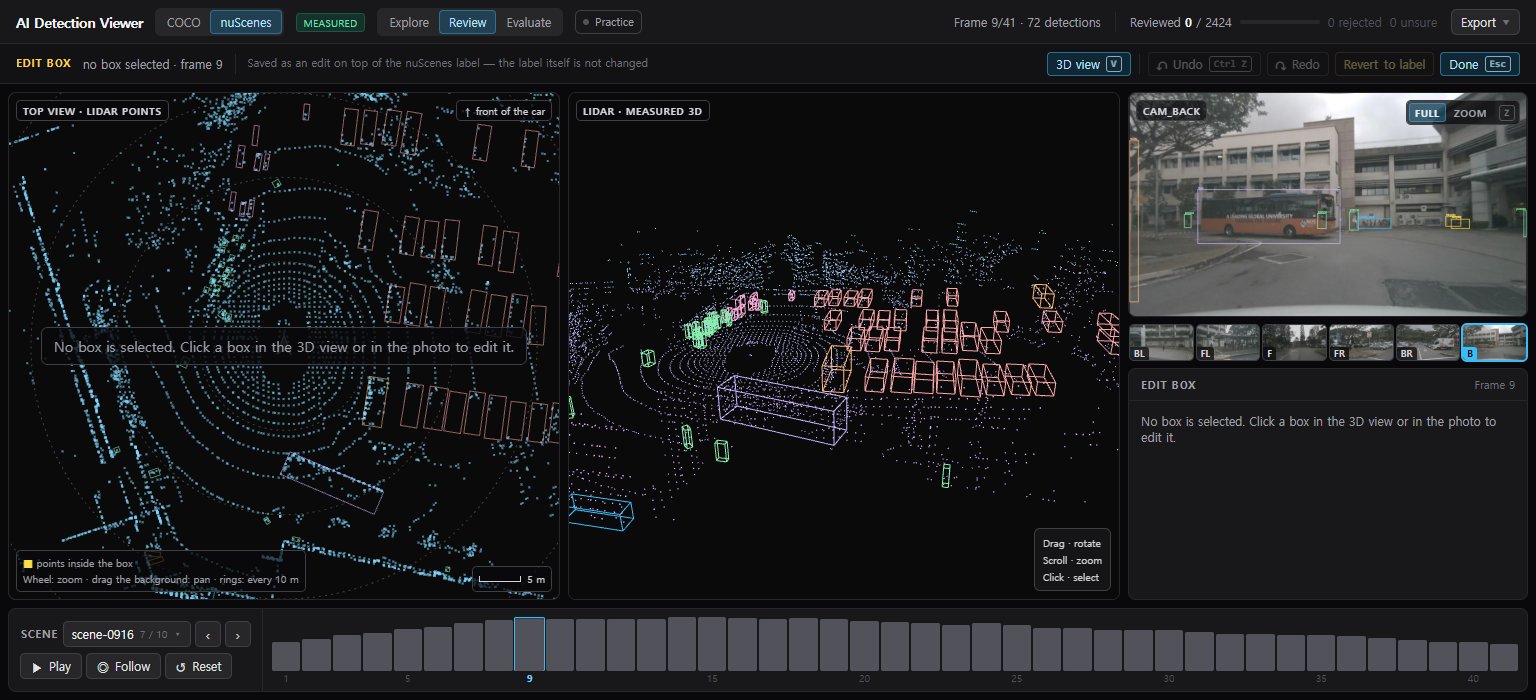 AI Detection Viewer COCO nuScenes MEASURED Explore Review Evaluate Practice Frame 9/41 · 72 detections Reviewed 0 / 2424 0 rejected 0 unsure Export
EDIT BOX no box selected · frame 9 Saved as an edit on top of the nuScenes label — the label itself is not changed 3D view V Undo Ctrl Z Redo Revert to label Done Esc
TOP VIEW · LIDAR POINTS ↑ front of the car
LIDAR · MEASURED 3D
CAM_BACK FULL ZOOM Z
A LEADING GLOBAL UNIVERSITY
No box is selected. Click a box in the 3D view or in the photo to edit it.
BL FL F FR BR B
EDIT BOX Frame 9
No box is selected. Click a box in the 3D view or in the photo to
edit it.
points inside the box
Wheel: zoom · drag the background: pan · rings: every 10 m
5 m
Drag · rotate
Scroll · zoom
Click · select
SCENE scene-0916 7 / 10 ‹ ›
Play Follow Reset
1 5 9 15 20 25 30 35 40